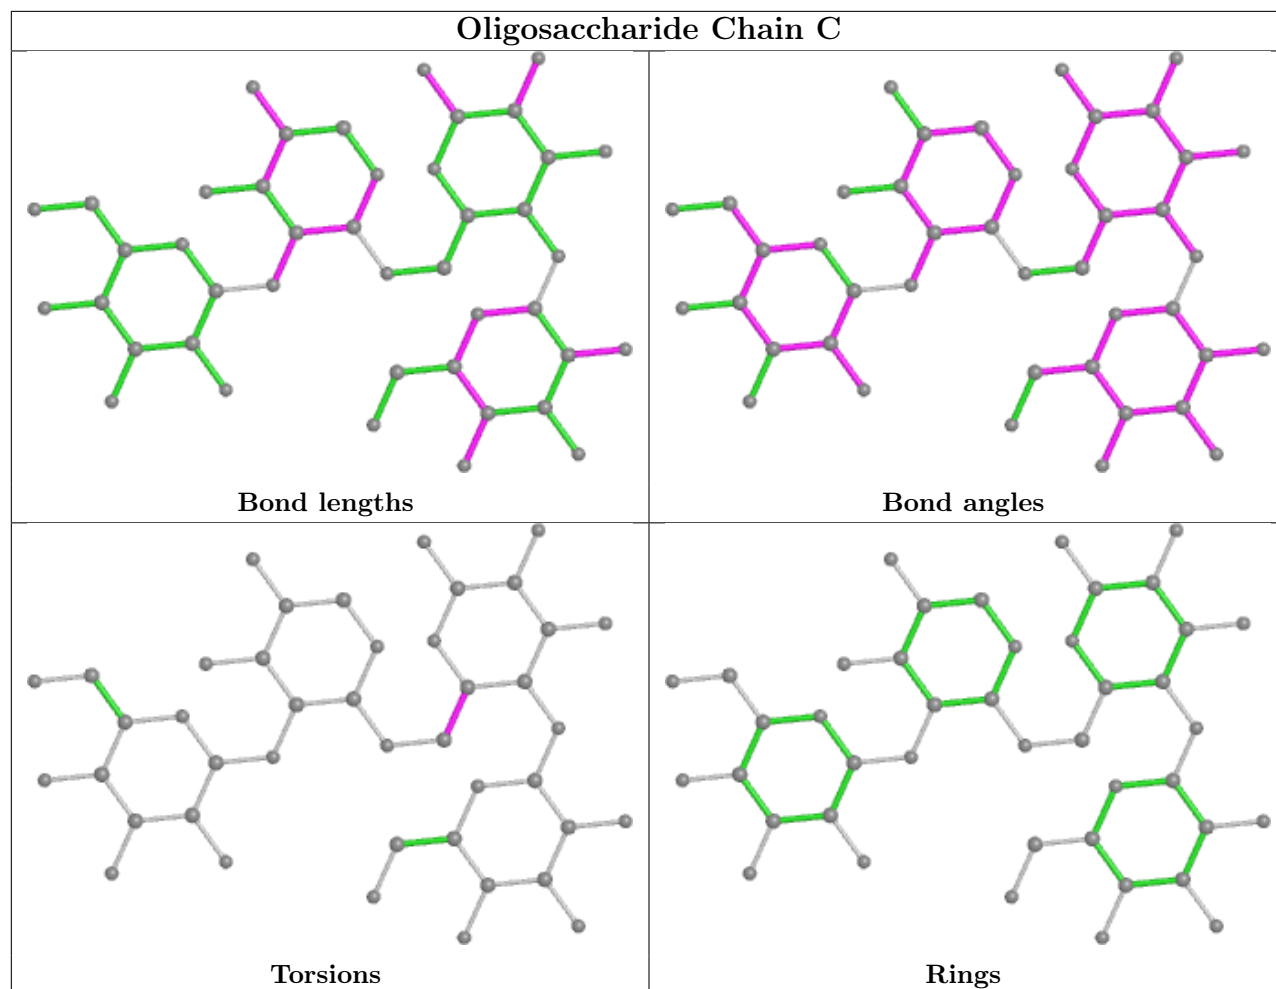 Oligosaccharide Chain C
Bond lengths
Bond angles
Torsions
Rings